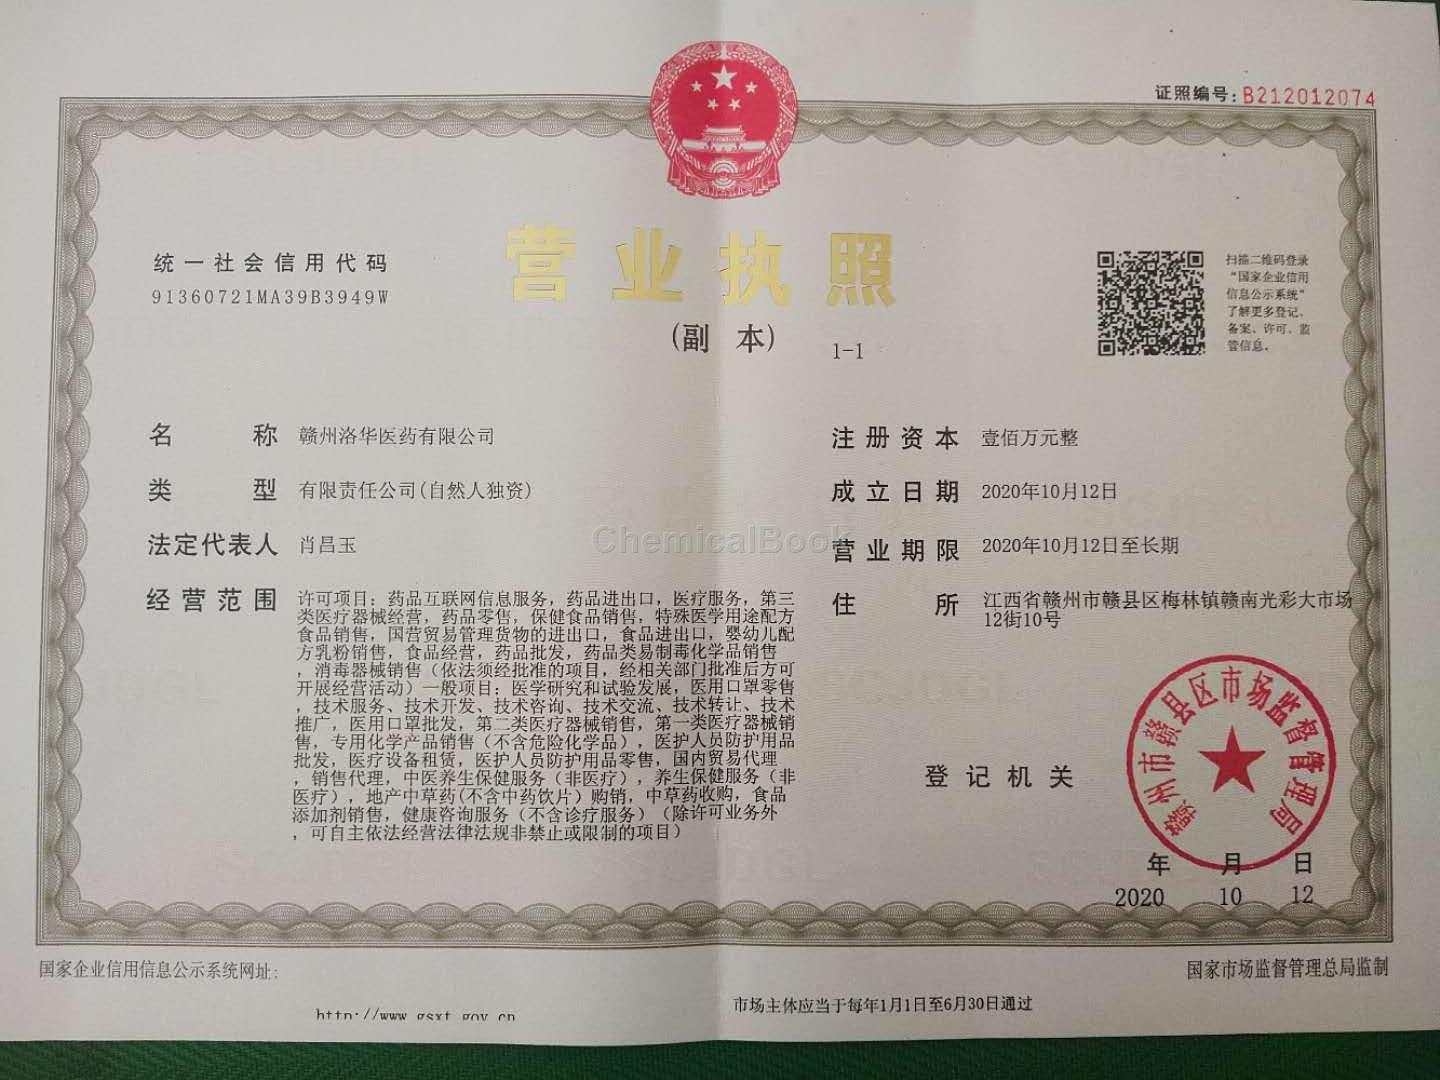 证照编号:B212012074
统一社会信用代码
91360721MA39B3949W
营业执照
(副 本)
1-1
扫描二维码登录
“国家企业信用
信息公示系统”
了解更多登记、
备案、许可、监
管信息。
名 称 赣州洛华医药有限公司
类 型 有限责任公司(自然人独资)
法定代表人 肖昌玉
经营范围 许可项目：药品互联网信息服务，药品进出口，医疗服务，第三
类医疗器械经营，药品零售，保健食品销售，特殊医学用途配方
食品销售，国营贸易管理货物的进出口，食品进出口，婴幼儿配
方乳粉销售，食品经营，药品批发，药品类易制毒化学品销售
，消毒器械销售（依法须经批准的项目，经相关部门批准后方可
开展经营活动）一般项目：医学研究和试验发展，医用口罩零售
，技术服务、技术开发、技术咨询、技术交流、技术转让、技术
推广，医用口罩批发，第二类医疗器械销售，第一类医疗器械销
售，专用化学产品销售（不含危险化学品），医护人员防护用品
批发，医疗设备租赁，医护人员防护用品零售，国内贸易代理
，销售代理，中医养生保健服务（非医疗），养生保健服务（非
医疗），地产中草药(不含中药饮片）购销，中草药收购，食品
添加剂销售，健康咨询服务（不含诊疗服务）（除许可业务外
，可自主依法经营法律法规非禁止或限制的项目）
注册资本 壹佰万元整
成立日期 2020年10月12日
营业期限 2020年10月12日至长期
住 所 江西省赣州市赣县区梅林镇赣南光彩大市场
12街10号
ChemicalBook
登记机关
赣州市赣县区市场监督管理局
年 月 日
2020 10 12
国家企业信用信息公示系统网址:
http://www.gsxt.gov.cn
市场主体应当于每年1月1日至6月30日通过
国家市场监督管理总局监制